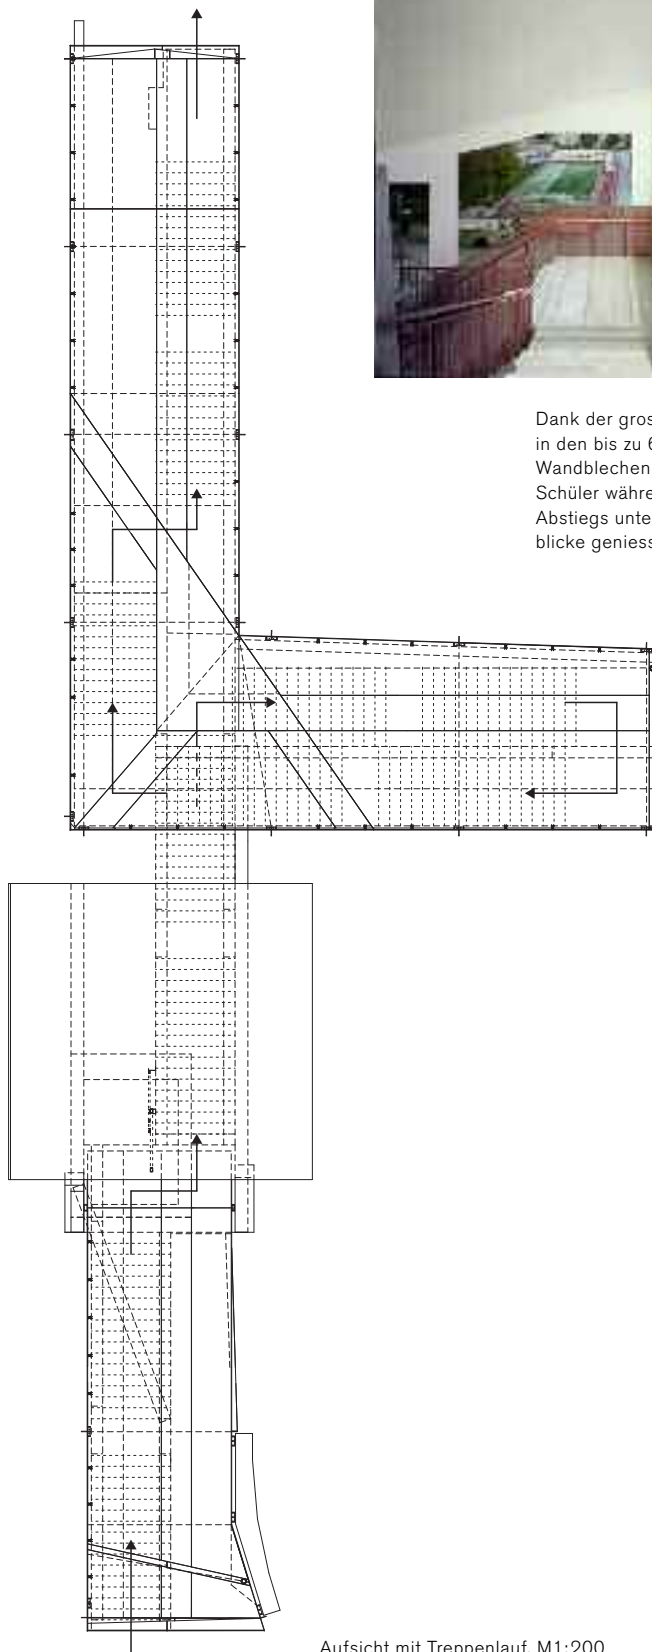 Dank der gros
in den bis zu 6
Wandblechen
Schüler währe
Abstiegs unte
blicke geniess
Aufsicht mit Treppenlauf, M1:200